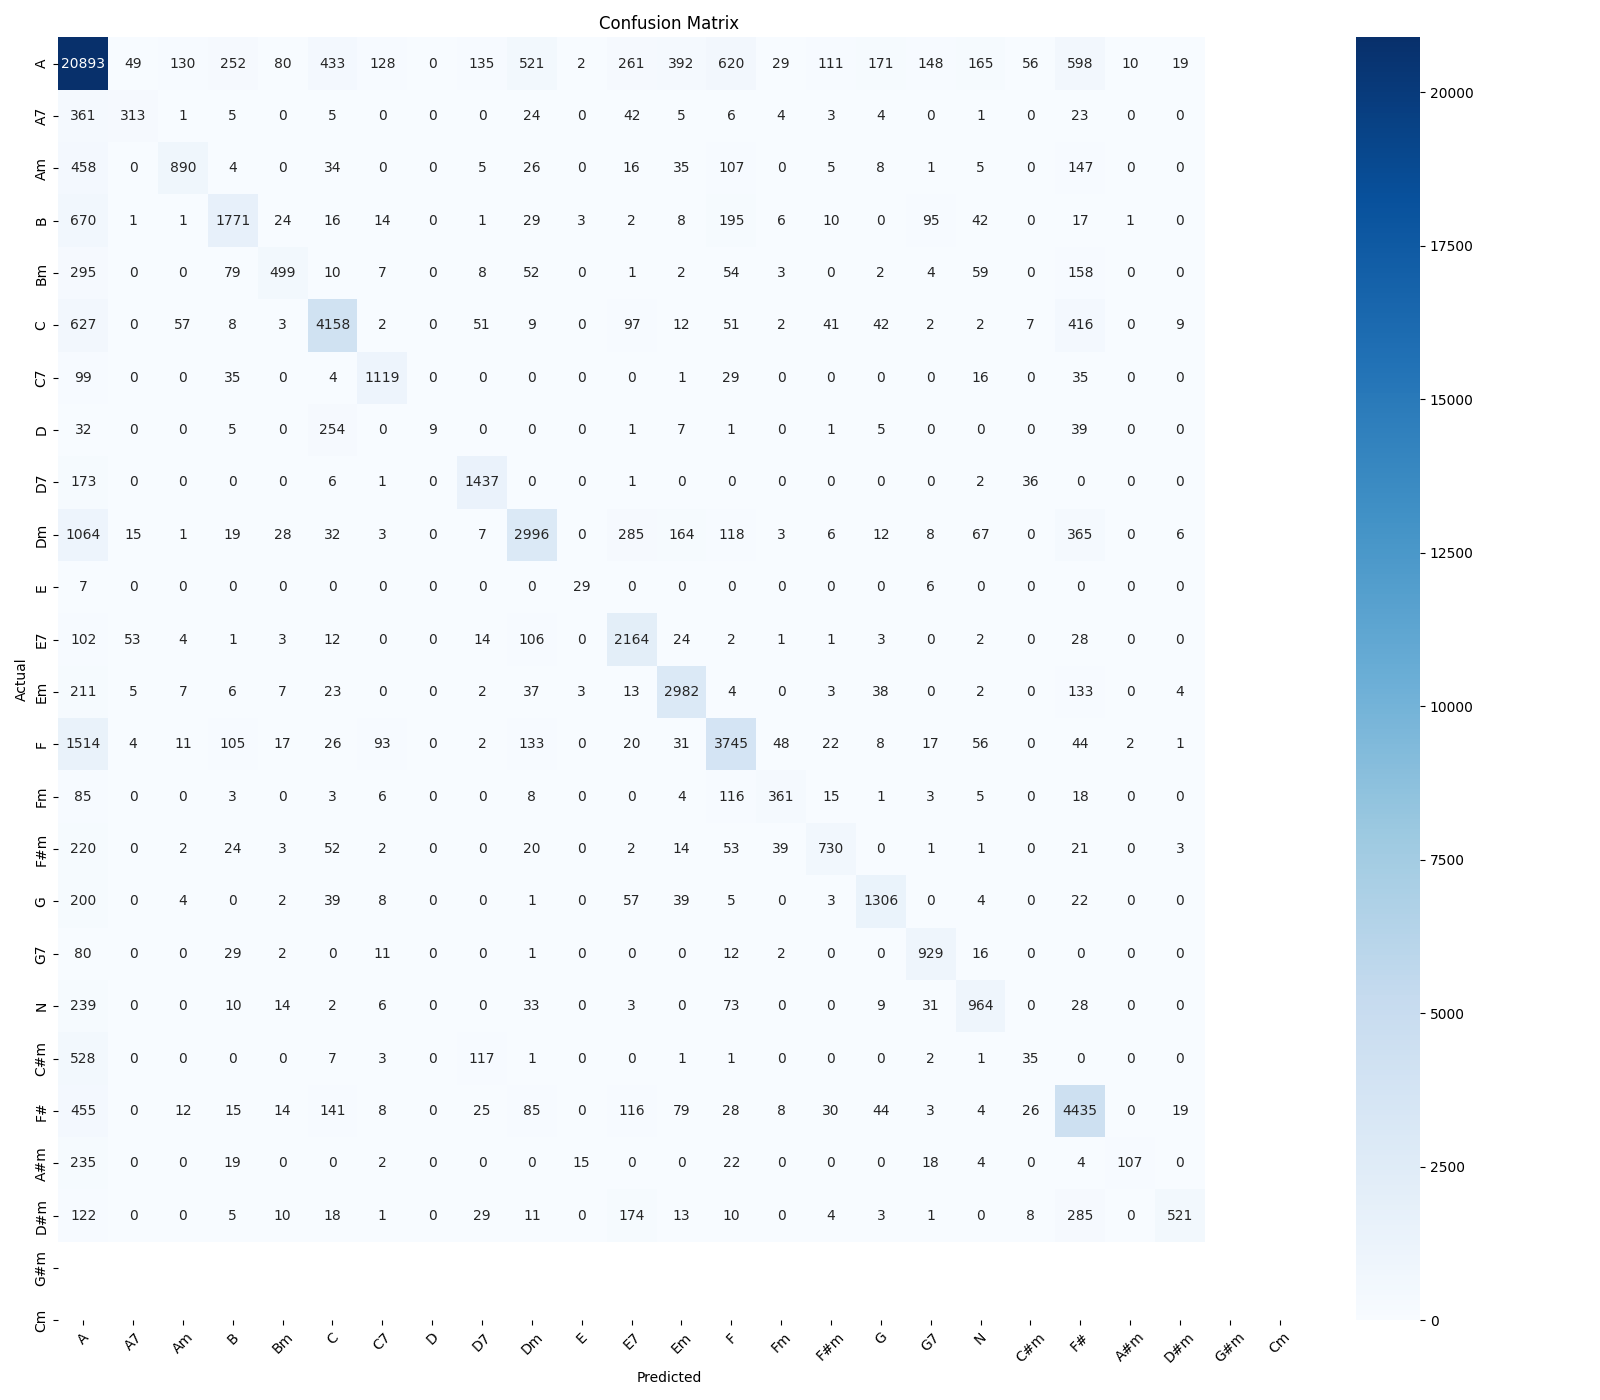 Confusion Matrix
A 20893 49 130 252 80 433 128 0 135 521 2 261 392 620 29 111 171 148 165 56 598 10 19
A7 361 313 1 5 0 5 0 0 0 24 0 42 5 6 4 3 4 0 1 0 23 0 0
Am 458 0 890 4 0 34 0 0 5 26 0 16 35 107 0 5 8 1 5 0 147 0 0
B 670 1 1 1771 24 16 14 0 1 29 3 2 8 195 6 10 0 95 42 0 17 1 0
Bm 295 0 0 79 499 10 7 0 8 52 0 1 2 54 3 0 2 4 59 0 158 0 0
C 627 0 57 8 3 4158 2 0 51 9 0 97 12 51 2 41 42 2 2 7 416 0 9
C7 99 0 0 35 0 4 1119 0 0 0 0 0 1 29 0 0 0 0 16 0 35 0 0
D 32 0 0 5 0 254 0 9 0 0 0 1 7 1 0 1 5 0 0 0 39 0 0
D7 173 0 0 0 0 6 1 0 1437 0 0 1 0 0 0 0 0 0 2 36 0 0 0
Dm 1064 15 1 19 28 32 3 0 7 2996 0 285 164 118 3 6 12 8 67 0 365 0 6
E 7 0 0 0 0 0 0 0 0 0 29 0 0 0 0 0 0 6 0 0 0 0 0
E7 102 53 4 1 3 12 0 0 14 106 0 2164 24 2 1 1 3 0 2 0 28 0 0
Em 211 5 7 6 7 23 0 0 2 37 3 13 2982 4 0 3 38 0 2 0 133 0 4
F 1514 4 11 105 17 26 93 0 2 133 0 20 31 3745 48 22 8 17 56 0 44 2 1
Fm 85 0 0 3 0 3 6 0 0 8 0 0 4 116 361 15 1 3 5 0 18 0 0
F#m 220 0 2 24 3 52 2 0 0 20 0 2 14 53 39 730 0 1 1 0 21 0 3
G 200 0 4 0 2 39 8 0 0 1 0 57 39 5 0 3 1306 0 4 0 22 0 0
G7 80 0 0 29 2 0 11 0 0 1 0 0 0 12 2 0 0 929 16 0 0 0 0
N 239 0 0 10 14 2 6 0 0 33 0 3 0 73 0 0 9 31 964 0 28 0 0
C#m 528 0 0 0 0 7 3 0 117 1 0 0 1 1 0 0 0 2 1 35 0 0 0
F# 455 0 12 15 14 141 8 0 25 85 0 116 79 28 8 30 44 3 4 26 4435 0 19
A#m 235 0 0 19 0 0 2 0 0 0 15 0 0 22 0 0 0 18 4 0 4 107 0
D#m 122 0 0 5 10 18 1 0 29 11 0 174 13 10 0 4 3 1 0 8 285 0 521
G#m
Cm
A A7 Am B Bm C C7 D D7 Dm E E7 Em F Fm F#m G G7 N C#m F# A#m D#m G#m Cm
Predicted
Actual
20000
17500
15000
12500
10000
7500
5000
2500
0